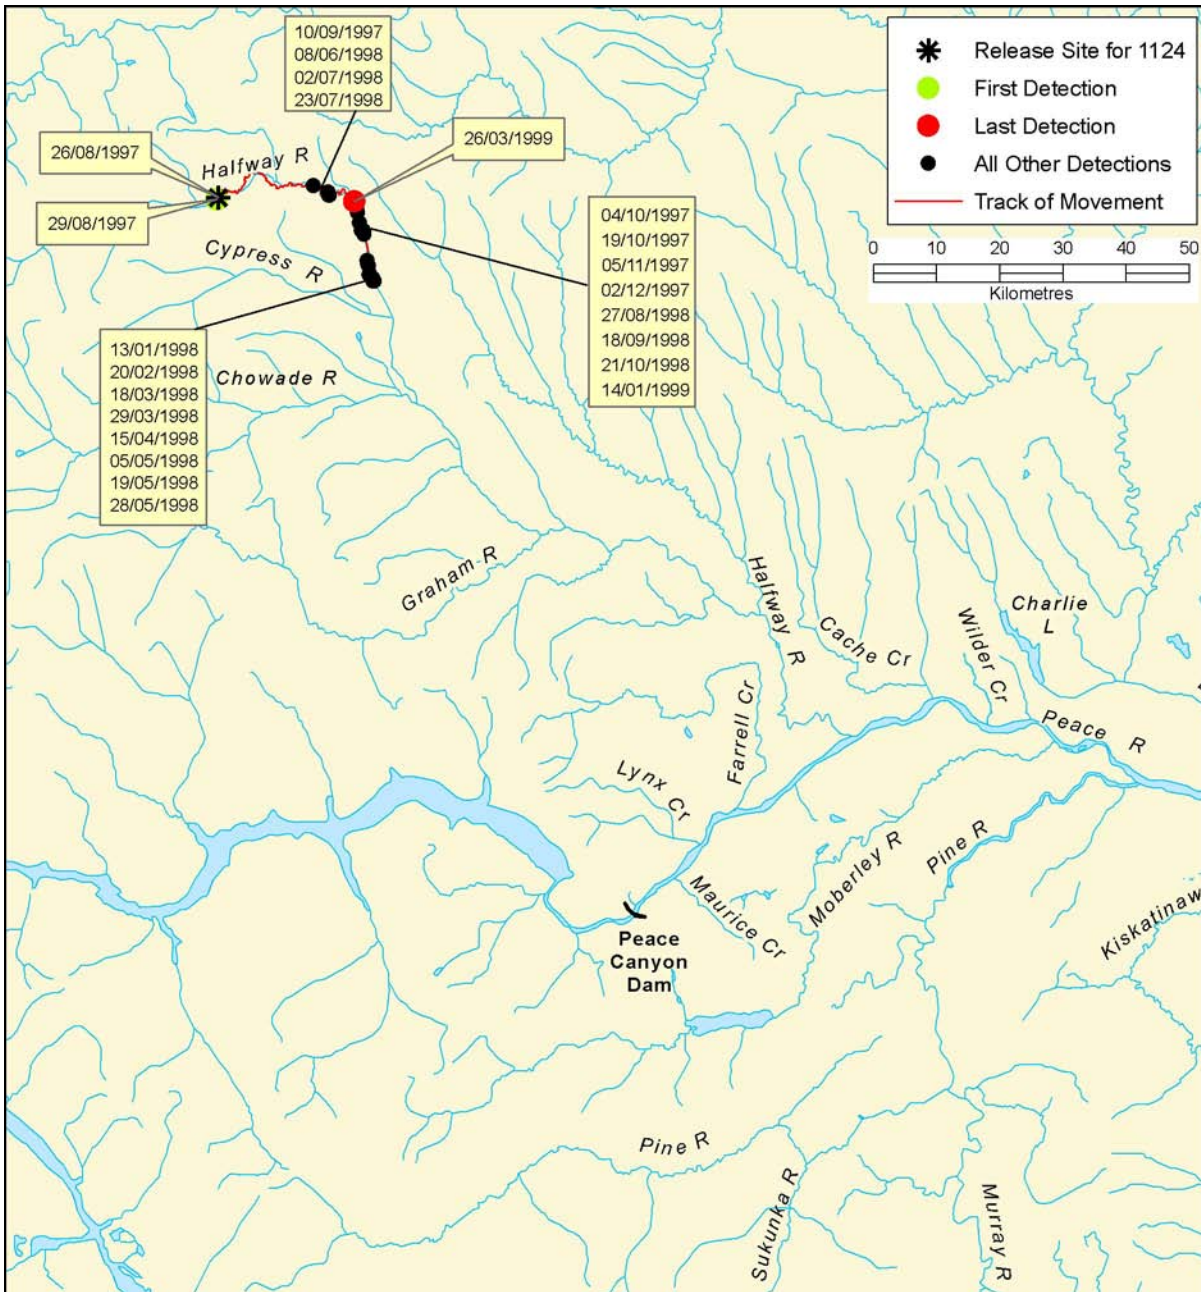 10/09/1997
08/06/1998
02/07/1998
23/07/1998
Release Site for 1124
First Detection
Last Detection
All Other Detections
Track of Movement
0 10 20 30 40 50
Kilometres
26/08/1997
29/08/1997
Halfway R
26/03/1999
04/10/1997
19/10/1997
05/11/1997
02/12/1997
27/08/1998
18/09/1998
21/10/1998
14/01/1999
Cypress R
13/01/1998
20/02/1998
18/03/1998
29/03/1998
15/04/1998
05/05/1998
19/05/1998
28/05/1998
Chowade R
Graham R
Halfway R
Cache Cr
Wilder Cr
Charlie
L
Peace R
Farrell Cr
Lynx Cr
Moberley R
Pine R
Maurice Cr
Kiskatinaw
Peace
Canyon
Dam
Pine R
Sukunka R
Murray R